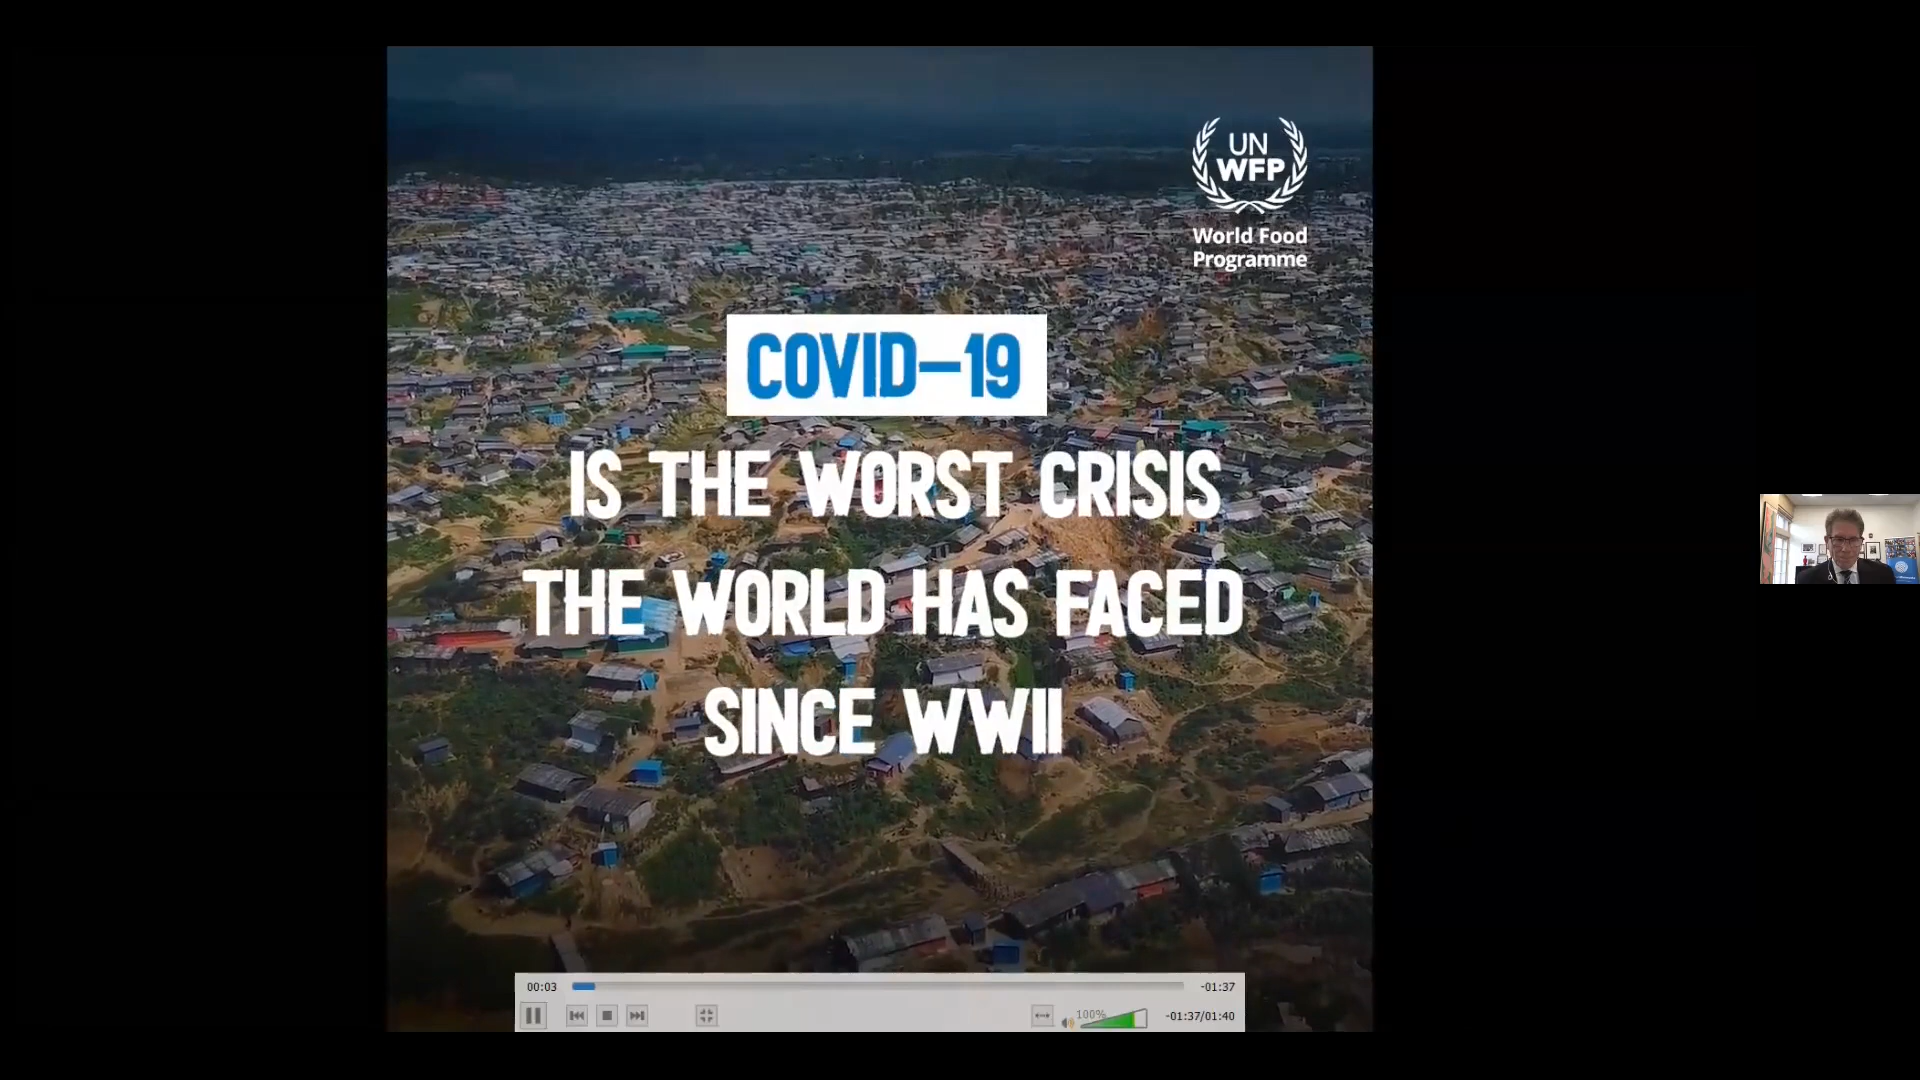 UN
WFP
World Food
Programme
COVID-19
IS THE WORST CRISIS
THE WORLD HAS FACED
SINCE WWII
00:03
-01:37
100%
-01:37/01:40